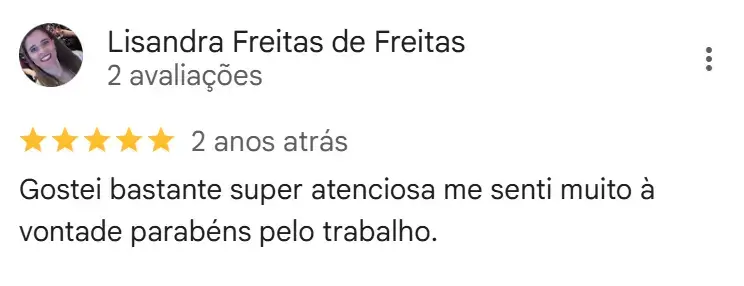 Lisandra Freitas de Freitas
2 avaliações
2 anos atrás
Gostei bastante super atenciosa me senti muito à
vontade parabéns pelo trabalho.